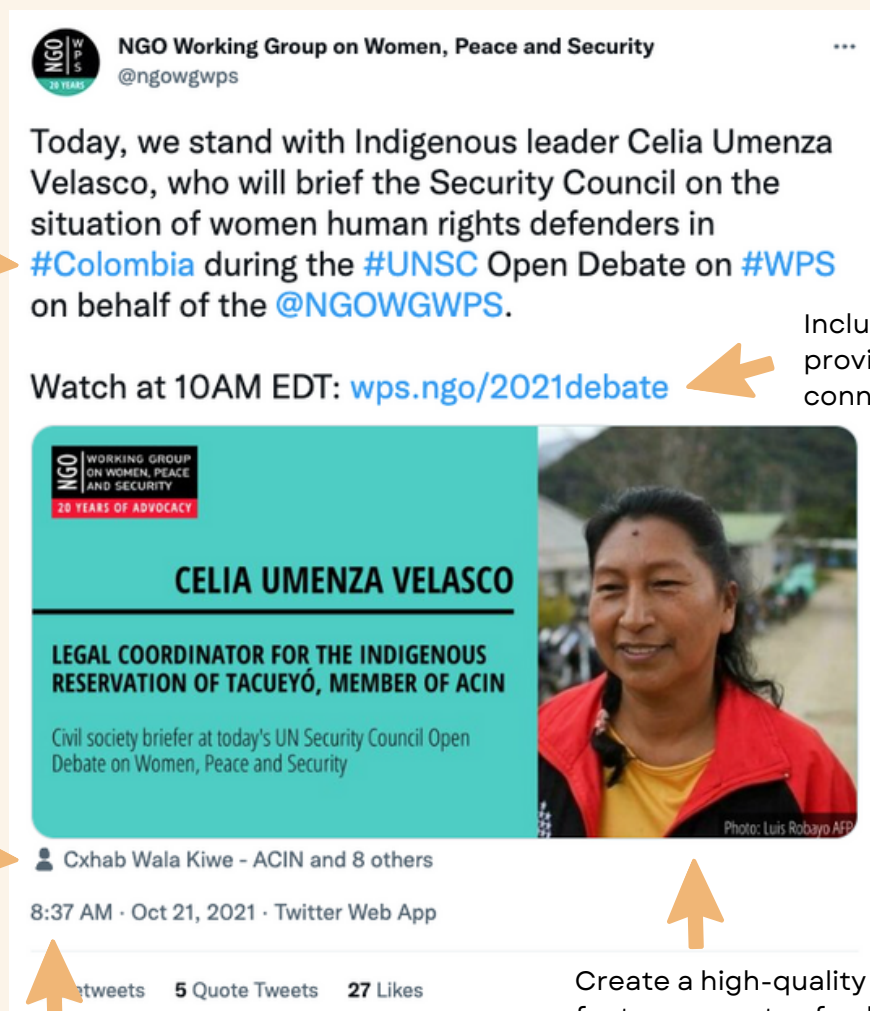 NGO
WPS
20 YEARS
NGO Working Group on Women, Peace and Security
@ngowgwps
Today, we stand with Indigenous leader Celia Umenza
Velasco, who will brief the Security Council on the
situation of women human rights defenders in
#Colombia during the #UNSC Open Debate on #WPS
on behalf of the @NGOWGWPS.
Watch at 10AM EDT: wps.ngo/2021debate
NGO
WORKING GROUP
ON WOMEN, PEACE
AND SECURITY
20 YEARS OF ADVOCACY
CELIA UMENZA VELASCO
LEGAL COORDINATOR FOR THE INDIGENOUS
RESERVATION OF TACUEYÓ, MEMBER OF ACIN
Civil society briefer at today's UN Security Council Open
Debate on Women, Peace and Security
Photo: Luis Robayo AFP
Cxhab Wala Kiwe - ACIN and 8 others
8:37 AM · Oct 21, 2021 · Twitter Web App
5 Quote Tweets 27 Likes
Create a high-quality